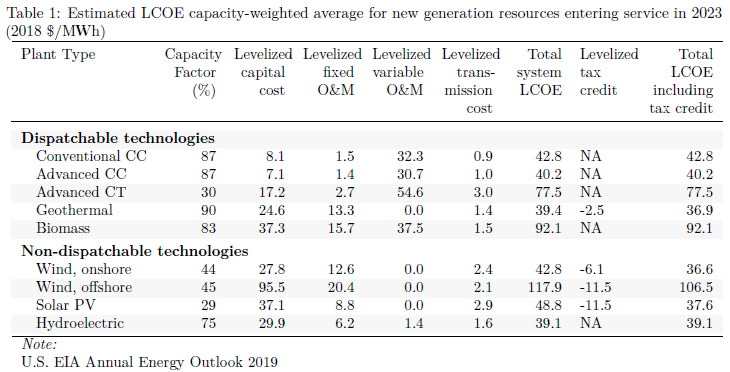 Table 1: Estimated LCOE capacity-weighted average for new generation resources entering service in 2023
(2018 $/MWh)
Plant Type Capacity Levelized Levelized Levelized Levelized Total Levelized Total
Factor capital fixed variable trans- system tax LCOE
(%) cost O&M O&M mission LCOE credit including
cost tax credit
Dispatchable technologies
Conventional CC 87 8.1 1.5 32.3 0.9 42.8 NA 42.8
Advanced CC 87 7.1 1.4 30.7 1.0 40.2 NA 40.2
Advanced CT 30 17.2 2.7 54.6 3.0 77.5 NA 77.5
Geothermal 90 24.6 13.3 0.0 1.4 39.4 -2.5 36.9
Biomass 83 37.3 15.7 37.5 1.5 92.1 NA 92.1
Non-dispatchable technologies
Wind, onshore 44 27.8 12.6 0.0 2.4 42.8 -6.1 36.6
Wind, offshore 45 95.5 20.4 0.0 2.1 117.9 -11.5 106.5
Solar PV 29 37.1 8.8 0.0 2.9 48.8 -11.5 37.6
Hydroelectric 75 29.9 6.2 1.4 1.6 39.1 NA 39.1
Note:
U.S. EIA Annual Energy Outlook 2019